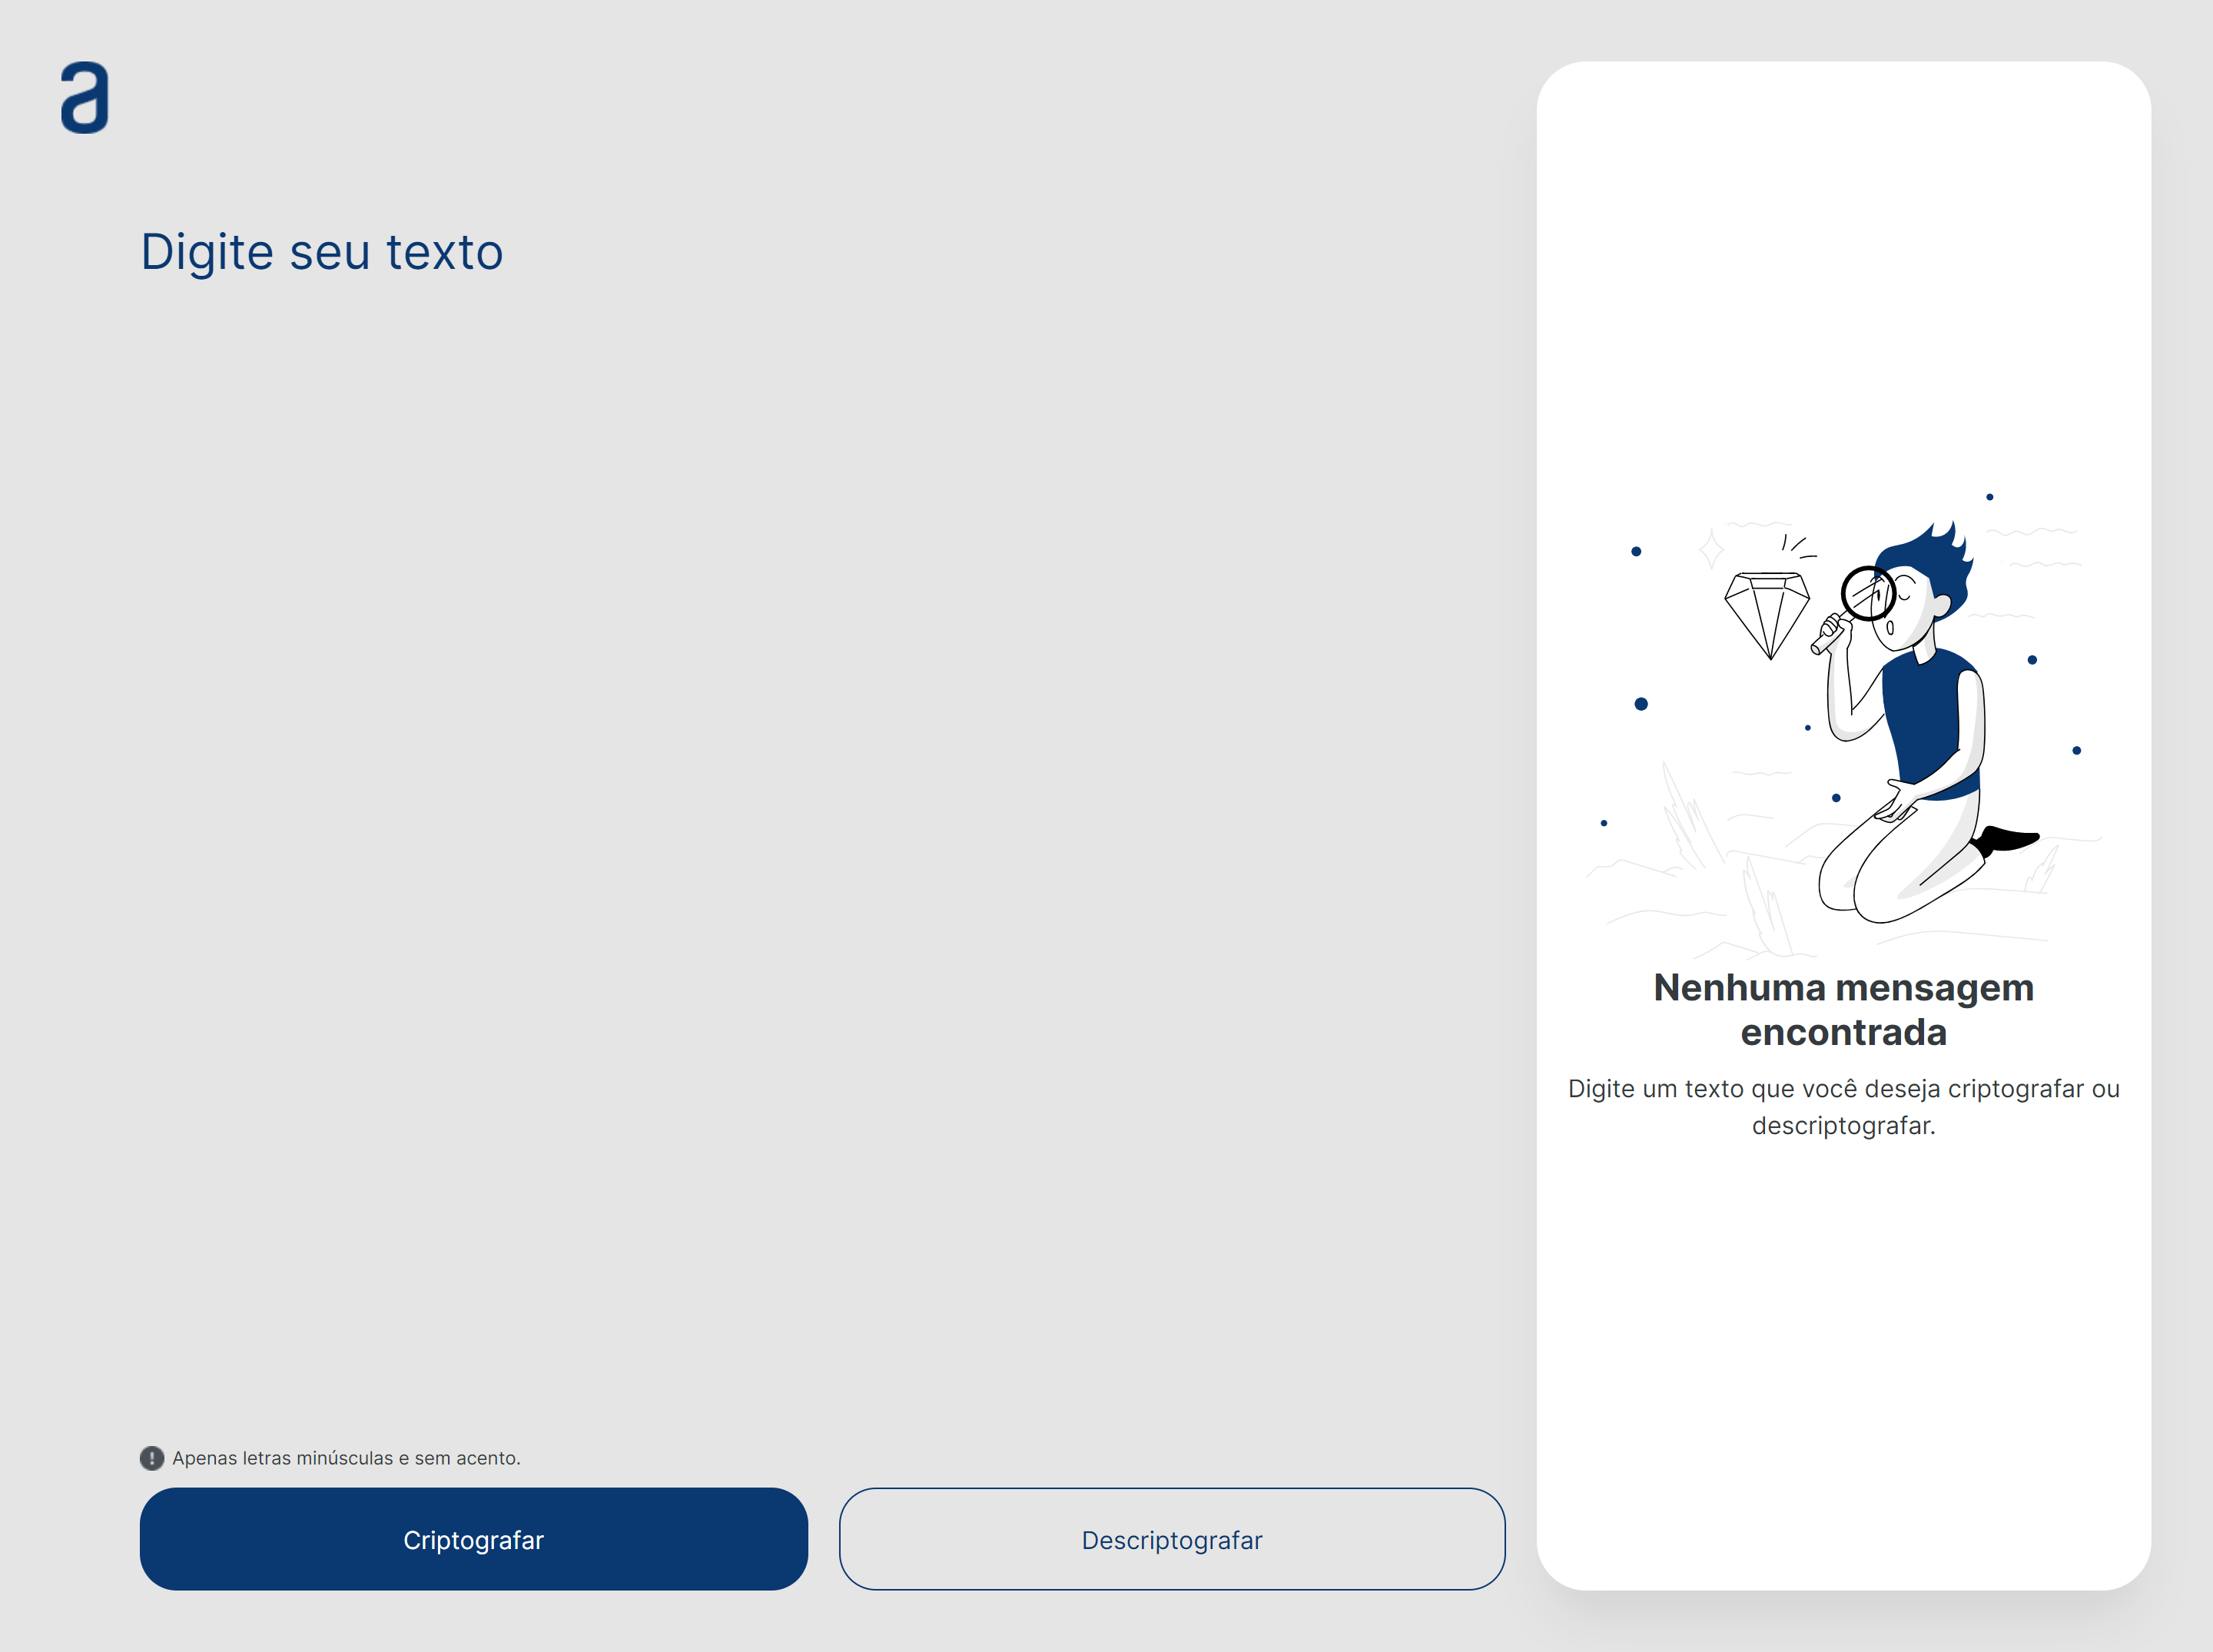 a
Digite seu texto
Apenas letras minúsculas e sem acento.
Criptografar
Descriptografar
Nenhuma mensagem
encontrada
Digite um texto que você deseja criptografar ou
descriptografar.